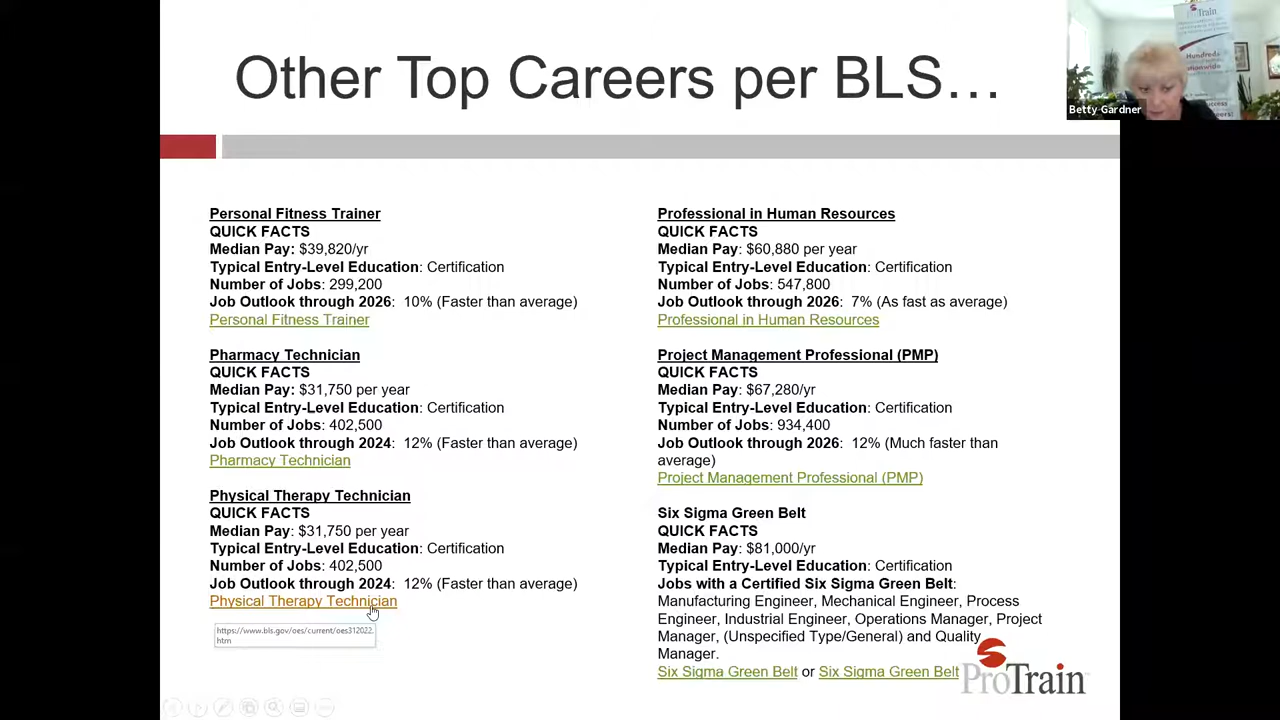 Other Top Careers per BLS…
Personal Fitness Trainer
QUICK FACTS
Median Pay: $39,820/yr
Typical Entry-Level Education: Certification
Number of Jobs: 299,200
Job Outlook through 2026:  10% (Faster than average)
Personal Fitness Trainer
Pharmacy Technician
QUICK FACTS
Median Pay: $31,750 per year
Typical Entry-Level Education: Certification
Number of Jobs: 402,500
Job Outlook through 2024:  12% (Faster than average)
Pharmacy Technician
Physical Therapy Technician
QUICK FACTS
Median Pay: $31,750 per year
Typical Entry-Level Education: Certification
Number of Jobs: 402,500
Job Outlook through 2024:  12% (Faster than average)
Physical Therapy Technician
https://www.bls.gov/oes/current/oes312022.
htm
Professional in Human Resources
QUICK FACTS
Median Pay: $60,880 per year
Typical Entry-Level Education: Certification
Number of Jobs: 547,800
Job Outlook through 2026:  7% (As fast as average)
Professional in Human Resources
Project Management Professional (PMP)
QUICK FACTS
Median Pay: $67,280/yr
Typical Entry-Level Education: Certification
Number of Jobs: 934,400
Job Outlook through 2026:  12% (Much faster than
average)
Project Management Professional (PMP)
Six Sigma Green Belt
QUICK FACTS
Median Pay: $81,000/yr
Typical Entry-Level Education: Certification
Jobs with a Certified Six Sigma Green Belt:
Manufacturing Engineer, Mechanical Engineer, Process
Engineer, Industrial Engineer, Operations Manager, Project
Manager, (Unspecified Type/General) and Quality
Manager.
Six Sigma Green Belt or Six Sigma Green Belt
ProTrain
ProTrain
Hundreds
Betty Gardner